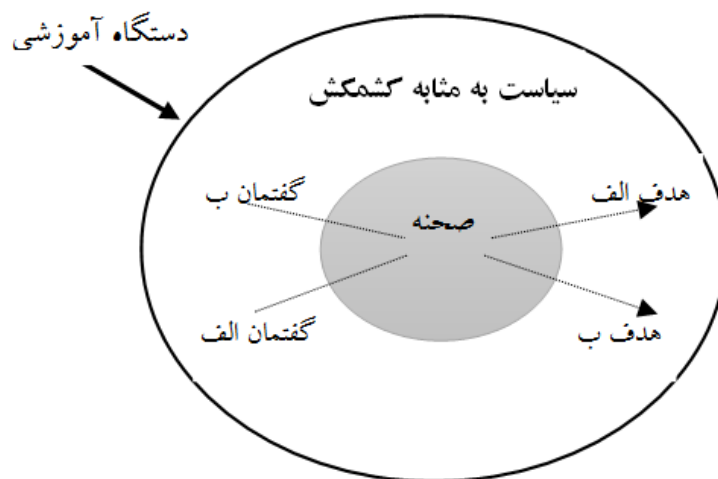 دستگاه آموزشی
سیاست به مثابه کشمکش
هدف الف
گفتمان ب
صحنه
هدف ب
گفتمان الف